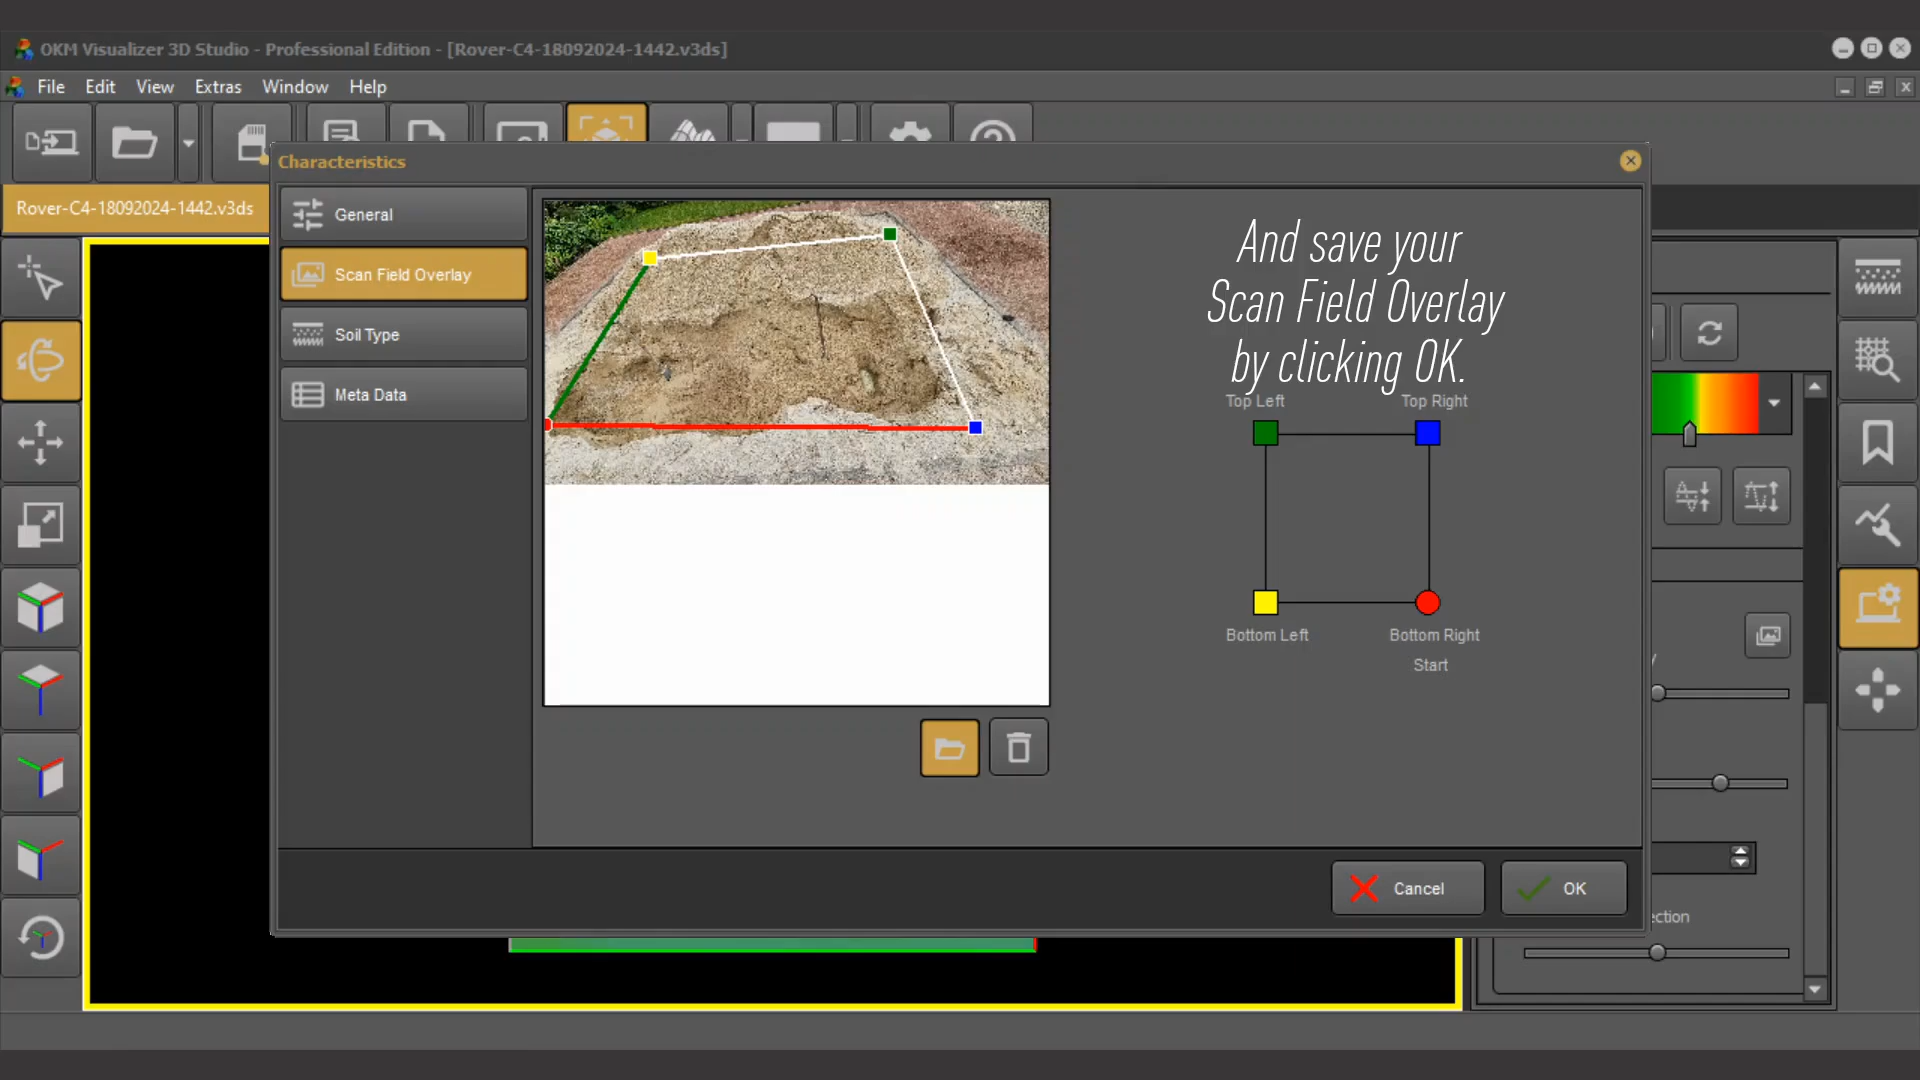 OKM Visualizer 3D Studio - Professional Edition - [Rover-C4-18092024-1442.v3ds]
File Edit View Extras Window Help
Characteristics
Rover-C4-18092024-1442.v3ds
General
Scan Field Overlay
Soil Type
Meta Data
And save your
Scan Field Overlay
by clicking OK.
Top Left Top Right
Bottom Left Bottom Right
Start
Cancel OK